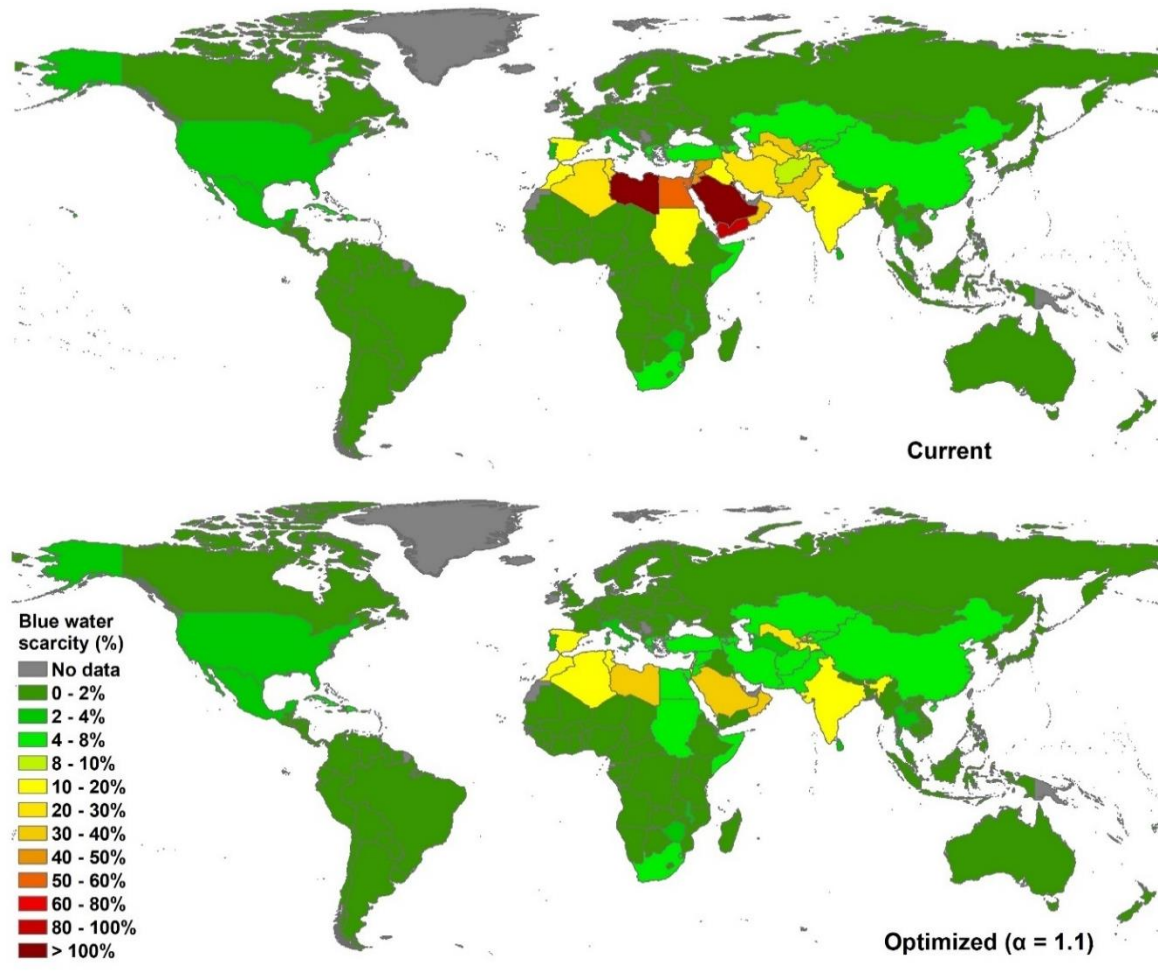 Current
Blue water
scarcity (%)
No data
0 - 2%
2 - 4%
4 - 8%
8 - 10%
10 - 20%
20 - 30%
30 - 40%
40 - 50%
50 - 60%
60 - 80%
80 - 100%
> 100%
Optimized (α = 1.1)